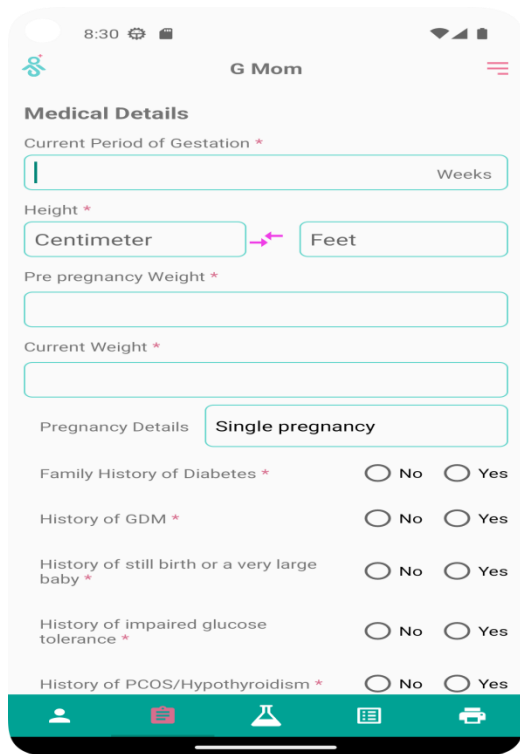 8:30
G Mom
Medical Details
Current Period of Gestation *
Weeks
Height *
Centimeter Feet
Pre pregnancy Weight *
Current Weight *
Pregnancy Details Single pregnancy
Family History of Diabetes * No Yes
History of GDM * No Yes
History of still birth or a very large
baby * No Yes
History of impaired glucose
tolerance * No Yes
History of PCOS/Hypothyroidism * No Yes